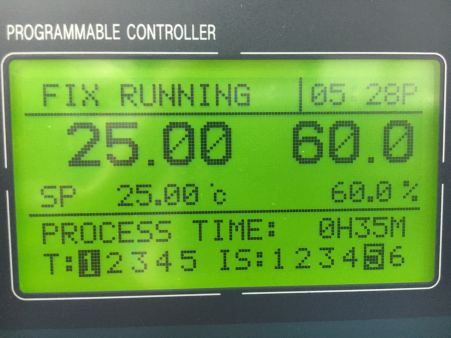 PROGRAMMABLE CONTROLLER
FIX RUNNING |05:28P
25.00 60.0
SP 25.00 °c 60.0 %
PROCESS TIME: 0H35M
T:12345 IS:123456